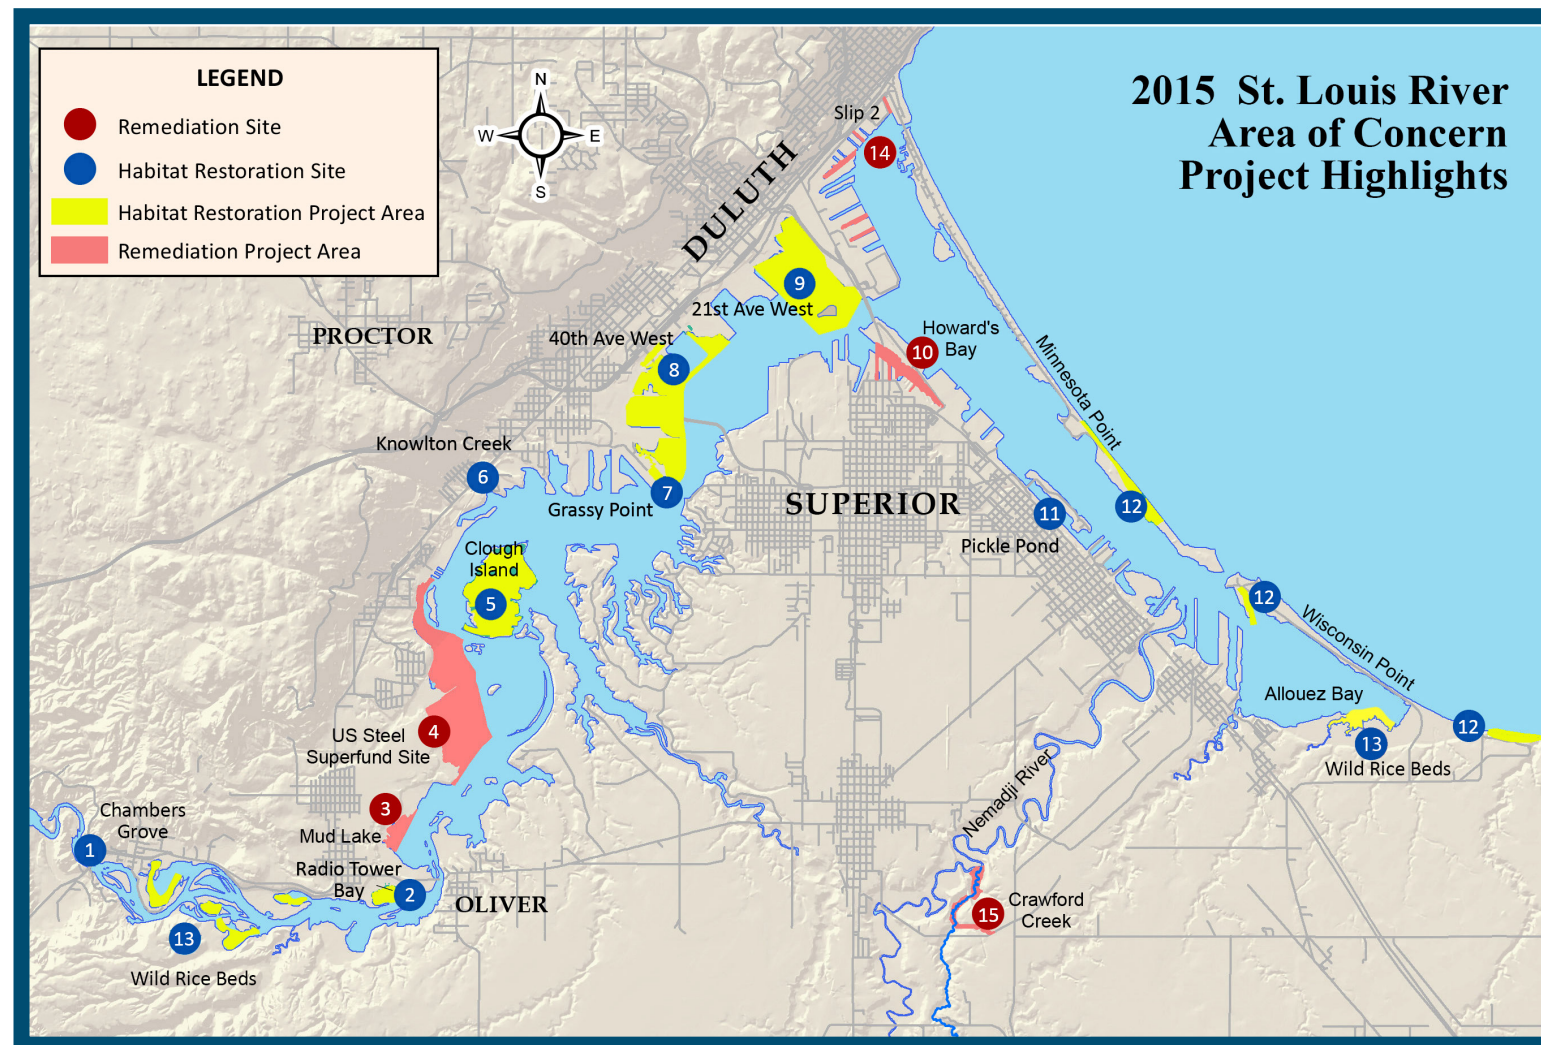 2015 St. Louis River
Area of Concern
Project Highlights
LEGEND
Remediation Site
Habitat Restoration Site
Habitat Restoration Project Area
Remediation Project Area
N
W
E
S
Slip 2
14
DULUTH
9
21st Ave West
PROCTOR
40th Ave West
8
Howard's
Bay
10
Minnesota Point
Knowlton Creek
6
7
Grassy Point
SUPERIOR
11
Pickle Pond
12
Clough
Island
5
12
Wisconsin Point
Allouez Bay
12
13
Wild Rice Beds
4
US Steel
Superfund Site
3
Mud Lake
Chambers
Grove
1
Radio Tower
Bay
2
OLIVER
13
Wild Rice Beds
Nemadji River
15
Crawford
Creek